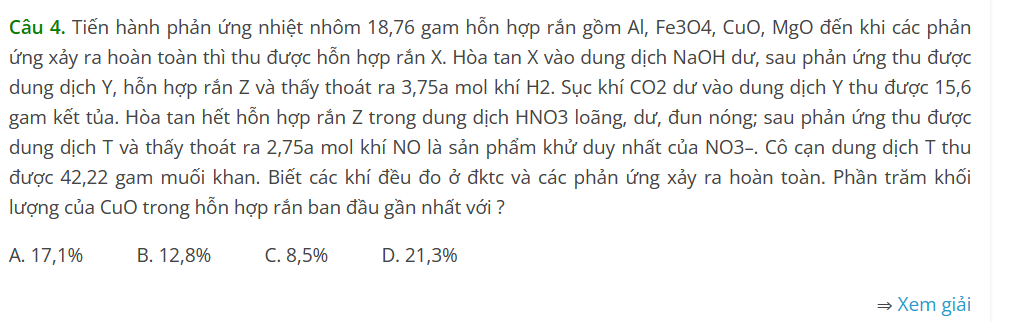 Câu 4. Tiến hành phản ứng nhiệt nhôm 18,76 gam hỗn hợp rắn gồm Al, Fe3O4, CuO, MgO đến khi các phản
ứng xảy ra hoàn toàn thì thu được hỗn hợp rắn X. Hòa tan X vào dung dịch NaOH dư, sau phản ứng thu được
dung dịch Y, hỗn hợp rắn Z và thấy thoát ra 3,75a mol khí H2. Sục khí CO2 dư vào dung dịch Y thu được 15,6
gam kết tủa. Hòa tan hết hỗn hợp rắn Z trong dung dịch HNO3 loãng, dư, đun nóng; sau phản ứng thu được
dung dịch T và thấy thoát ra 2,75a mol khí NO là sản phẩm khử duy nhất của NO3–. Cô cạn dung dịch T thu
được 42,22 gam muối khan. Biết các khí đều đo ở đktc và các phản ứng xảy ra hoàn toàn. Phần trăm khối
lượng của CuO trong hỗn hợp rắn ban đầu gần nhất với ?
A. 17,1% B. 12,8% C. 8,5% D. 21,3%
⇒ Xem giải